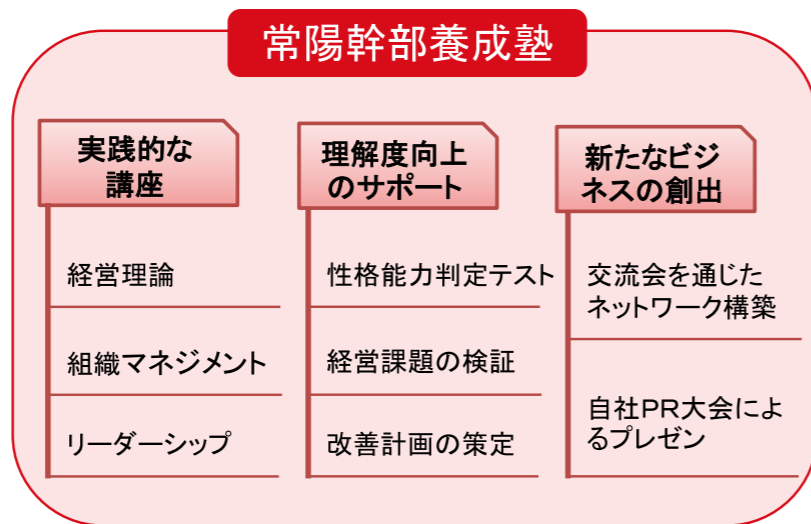 常陽幹部養成塾
実践的な
講座
経営理論
組織マネジメント
リーダーシップ
理解度向上
のサポート
性格能力判定テスト
経営課題の検証
改善計画の策定
新たなビジ
ネスの創出
交流会を通じた
ネットワーク構築
自社PR大会によ
るプレゼン